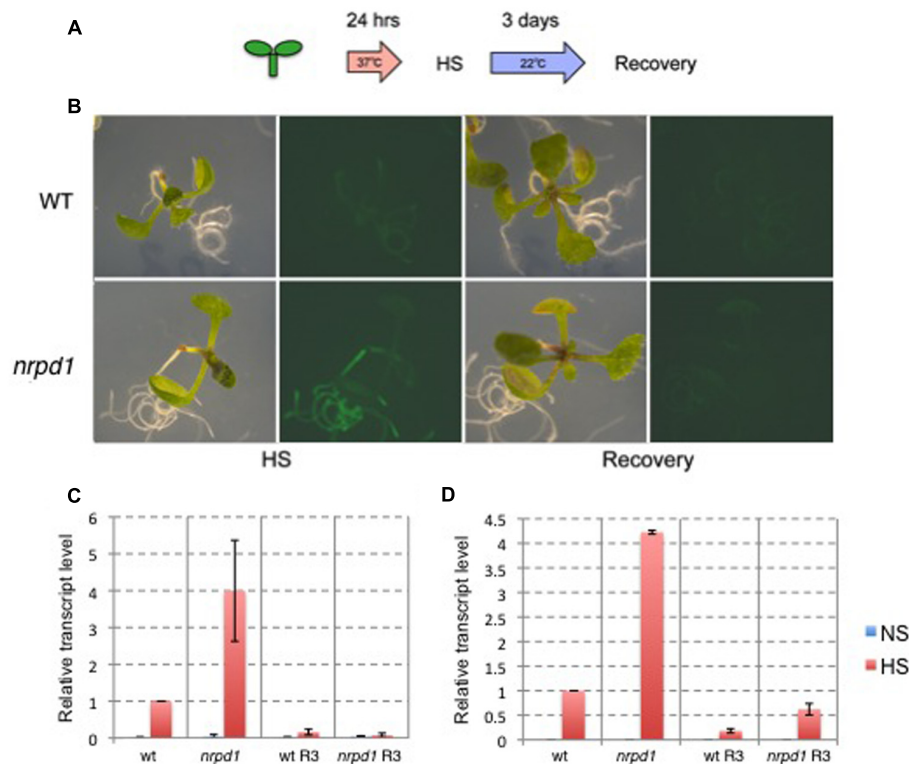 A
24 hrs
3 days
37℃
HS
22℃
Recovery
B
WT
nrpd1
HS
Recovery
C
D
Relative transcript level
6
5
4
3
2
1
0
wt
nrpd1
wt R3
nrpd1 R3
Relative transcript level
4.5
4
3.5
3
2.5
2
1.5
1
0.5
0
wt
nrpd1
wt R3
nrpd1 R3
NS
HS